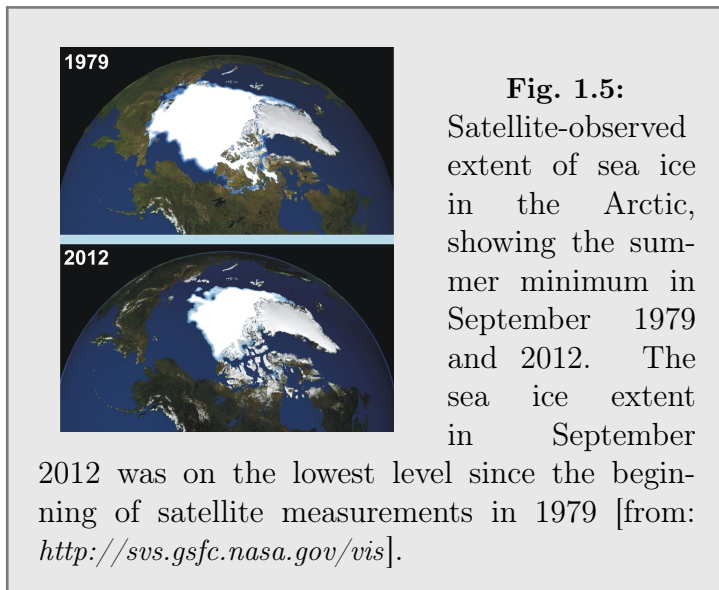 1979
2012
Fig. 1.5:
Satellite-observed
extent of sea ice
in the Arctic,
showing the sum-
mer minimum in
September 1979
and 2012. The
sea ice extent
in September
2012 was on the lowest level since the begin-
ning of satellite measurements in 1979 [from:
http://svs.gsfc.nasa.gov/vis].